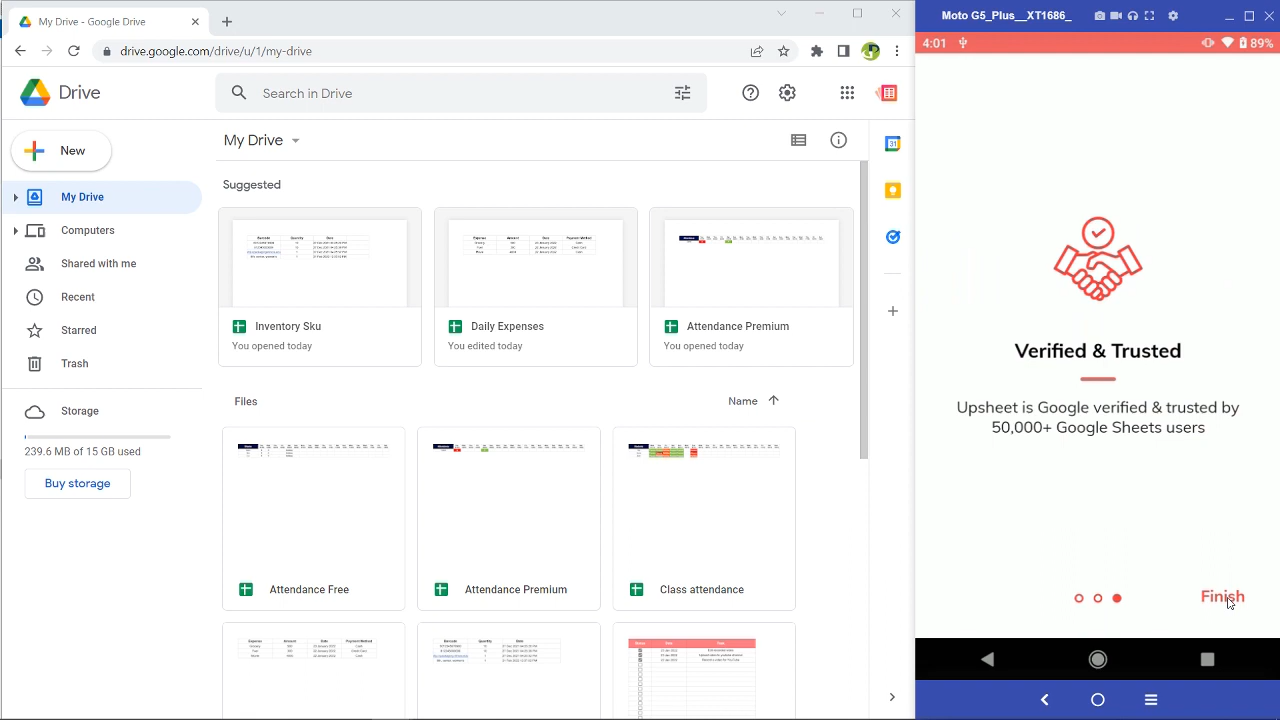 My Drive - Google Drive
drive.google.com/drive/u/1/my-drive
Drive
Search in Drive
New
My Drive
Computers
Shared with me
Recent
Starred
Trash
Storage
239.6 MB of 15 GB used
Buy storage
My Drive
Suggested
Inventory Sku
You opened today
Daily Expenses
You edited today
Attendance Premium
You opened today
Files
Name
Attendance Free
Attendance Premium
Class attendance
31
Moto G5_Plus__XT1686_
4:01
89%
Verified & Trusted
Upsheet is Google verified & trusted by
50,000+ Google Sheets users
Finish